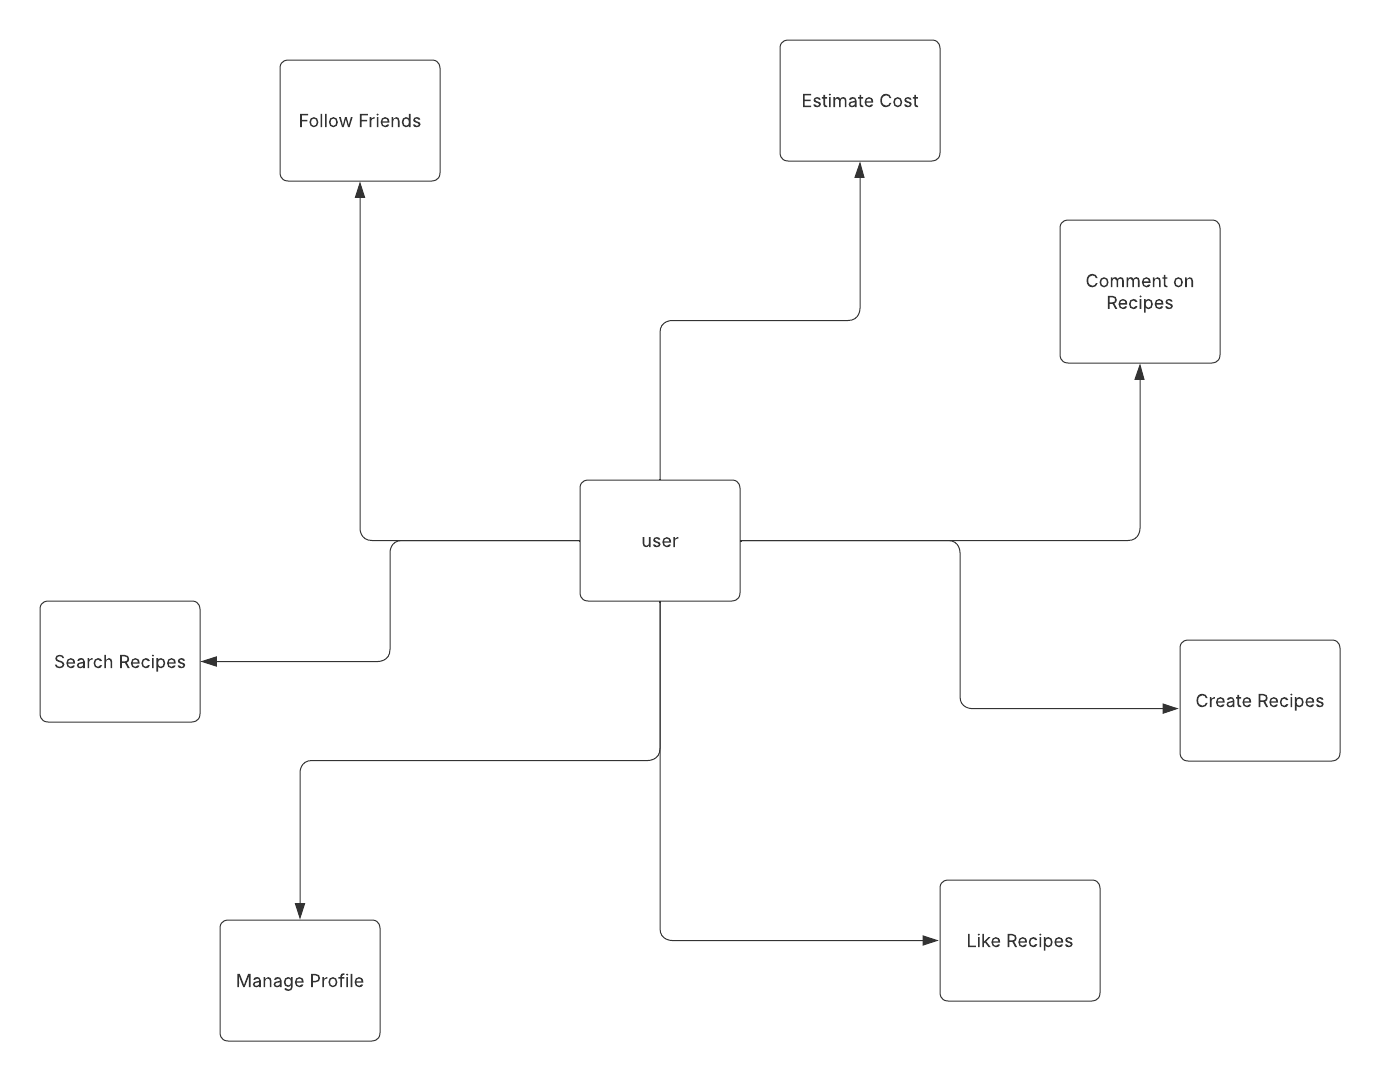 Estimate Cost
Follow Friends
Comment on
Recipes
user
Search Recipes
Create Recipes
Like Recipes
Manage Profile